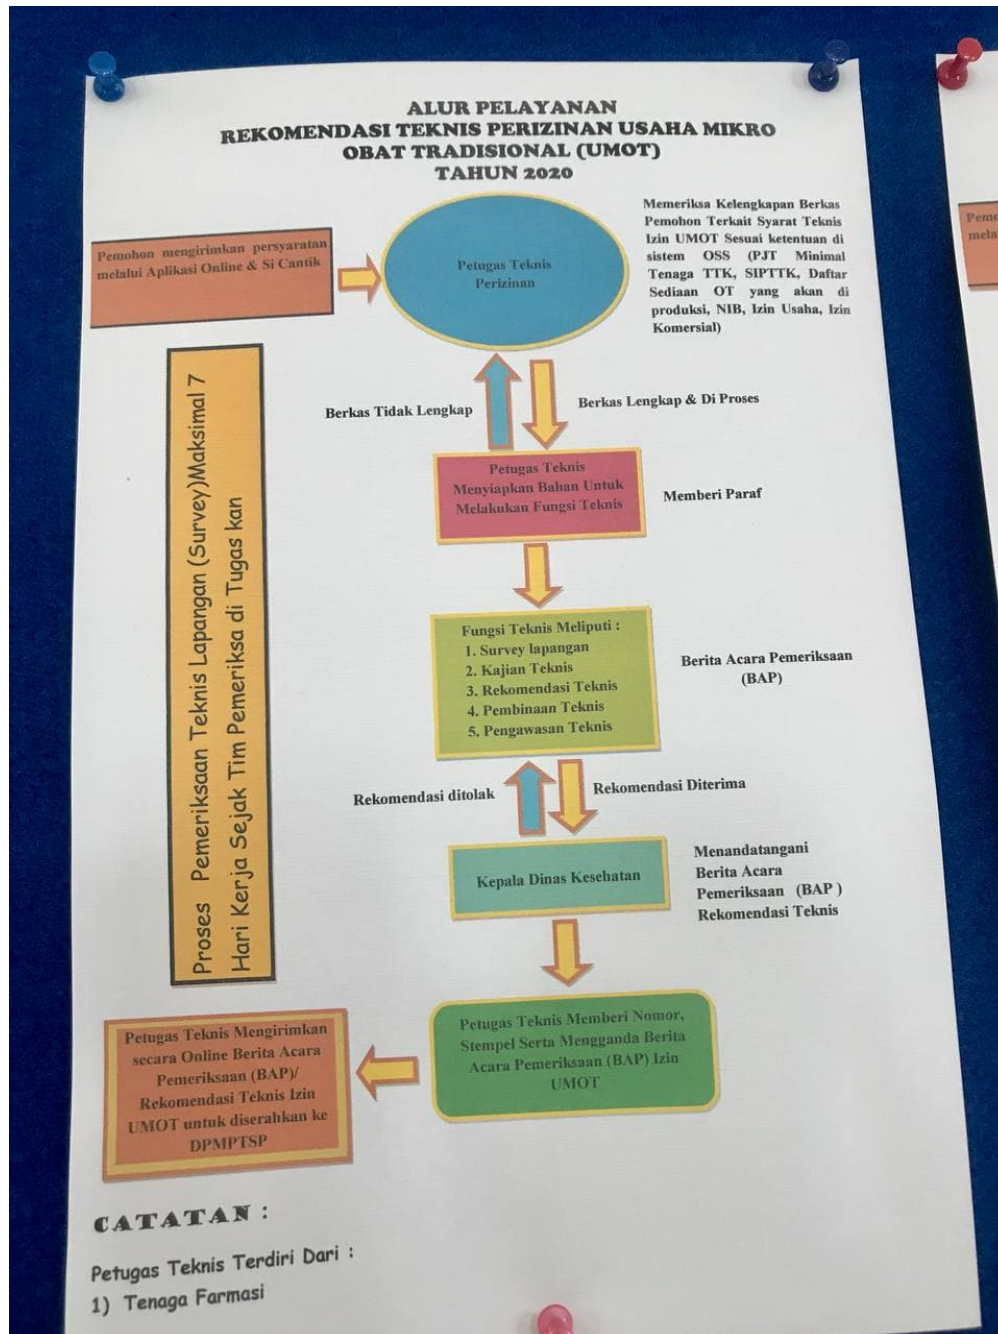 ALUR PELAYANAN
REKOMENDASI TEKNIS PERIZINAN USAHA MIKRO
OBAT TRADISIONAL (UMOT)
TAHUN 2020
Pemohon mengirimkan persyaratan
melalui Aplikasi Online & Si Cantik
Petugas Teknis
Perizinan
Memeriksa Kelengkapan Berkas
Pemohon Terkait Syarat Teknis
Izin UMOT Sesuai ketentuan di
sistem OSS (PJT Minimal
Tenaga TTK, SIPTTK, Daftar
Sediaan OT yang akan di
produksi, NIB, Izin Usaha, Izin
Komersial)
Berkas Tidak Lengkap
Berkas Lengkap & Di Proses
Proses Pemeriksaan Teknis Lapangan (Survey)Maksimal 7
Hari Kerja Sejak Tim Pemeriksa di Tugas kan
Petugas Teknis
Menyiapkan Bahan Untuk
Melakukan Fungsi Teknis
Memberi Paraf
Fungsi Teknis Meliputi :
1. Survey lapangan
2. Kajian Teknis
3. Rekomendasi Teknis
4. Pembinaan Teknis
5. Pengawasan Teknis
Berita Acara Pemeriksaan
(BAP)
Rekomendasi ditolak
Rekomendasi Diterima
Kepala Dinas Kesehatan
Menandatangani
Berita Acara
Pemeriksaan (BAP )
Rekomendasi Teknis
Petugas Teknis Memberi Nomor,
Stempel Serta Mengganda Berita
Acara Pemeriksaan (BAP) Izin
UMOT
Petugas Teknis Mengirimkan
secara Online Berita Acara
Pemeriksaan (BAP)/
Rekomendasi Teknis Izin
UMOT untuk diserahkan ke
DPMPTSP
CATATAN :
Petugas Teknis Terdiri Dari :
1) Tenaga Farmasi